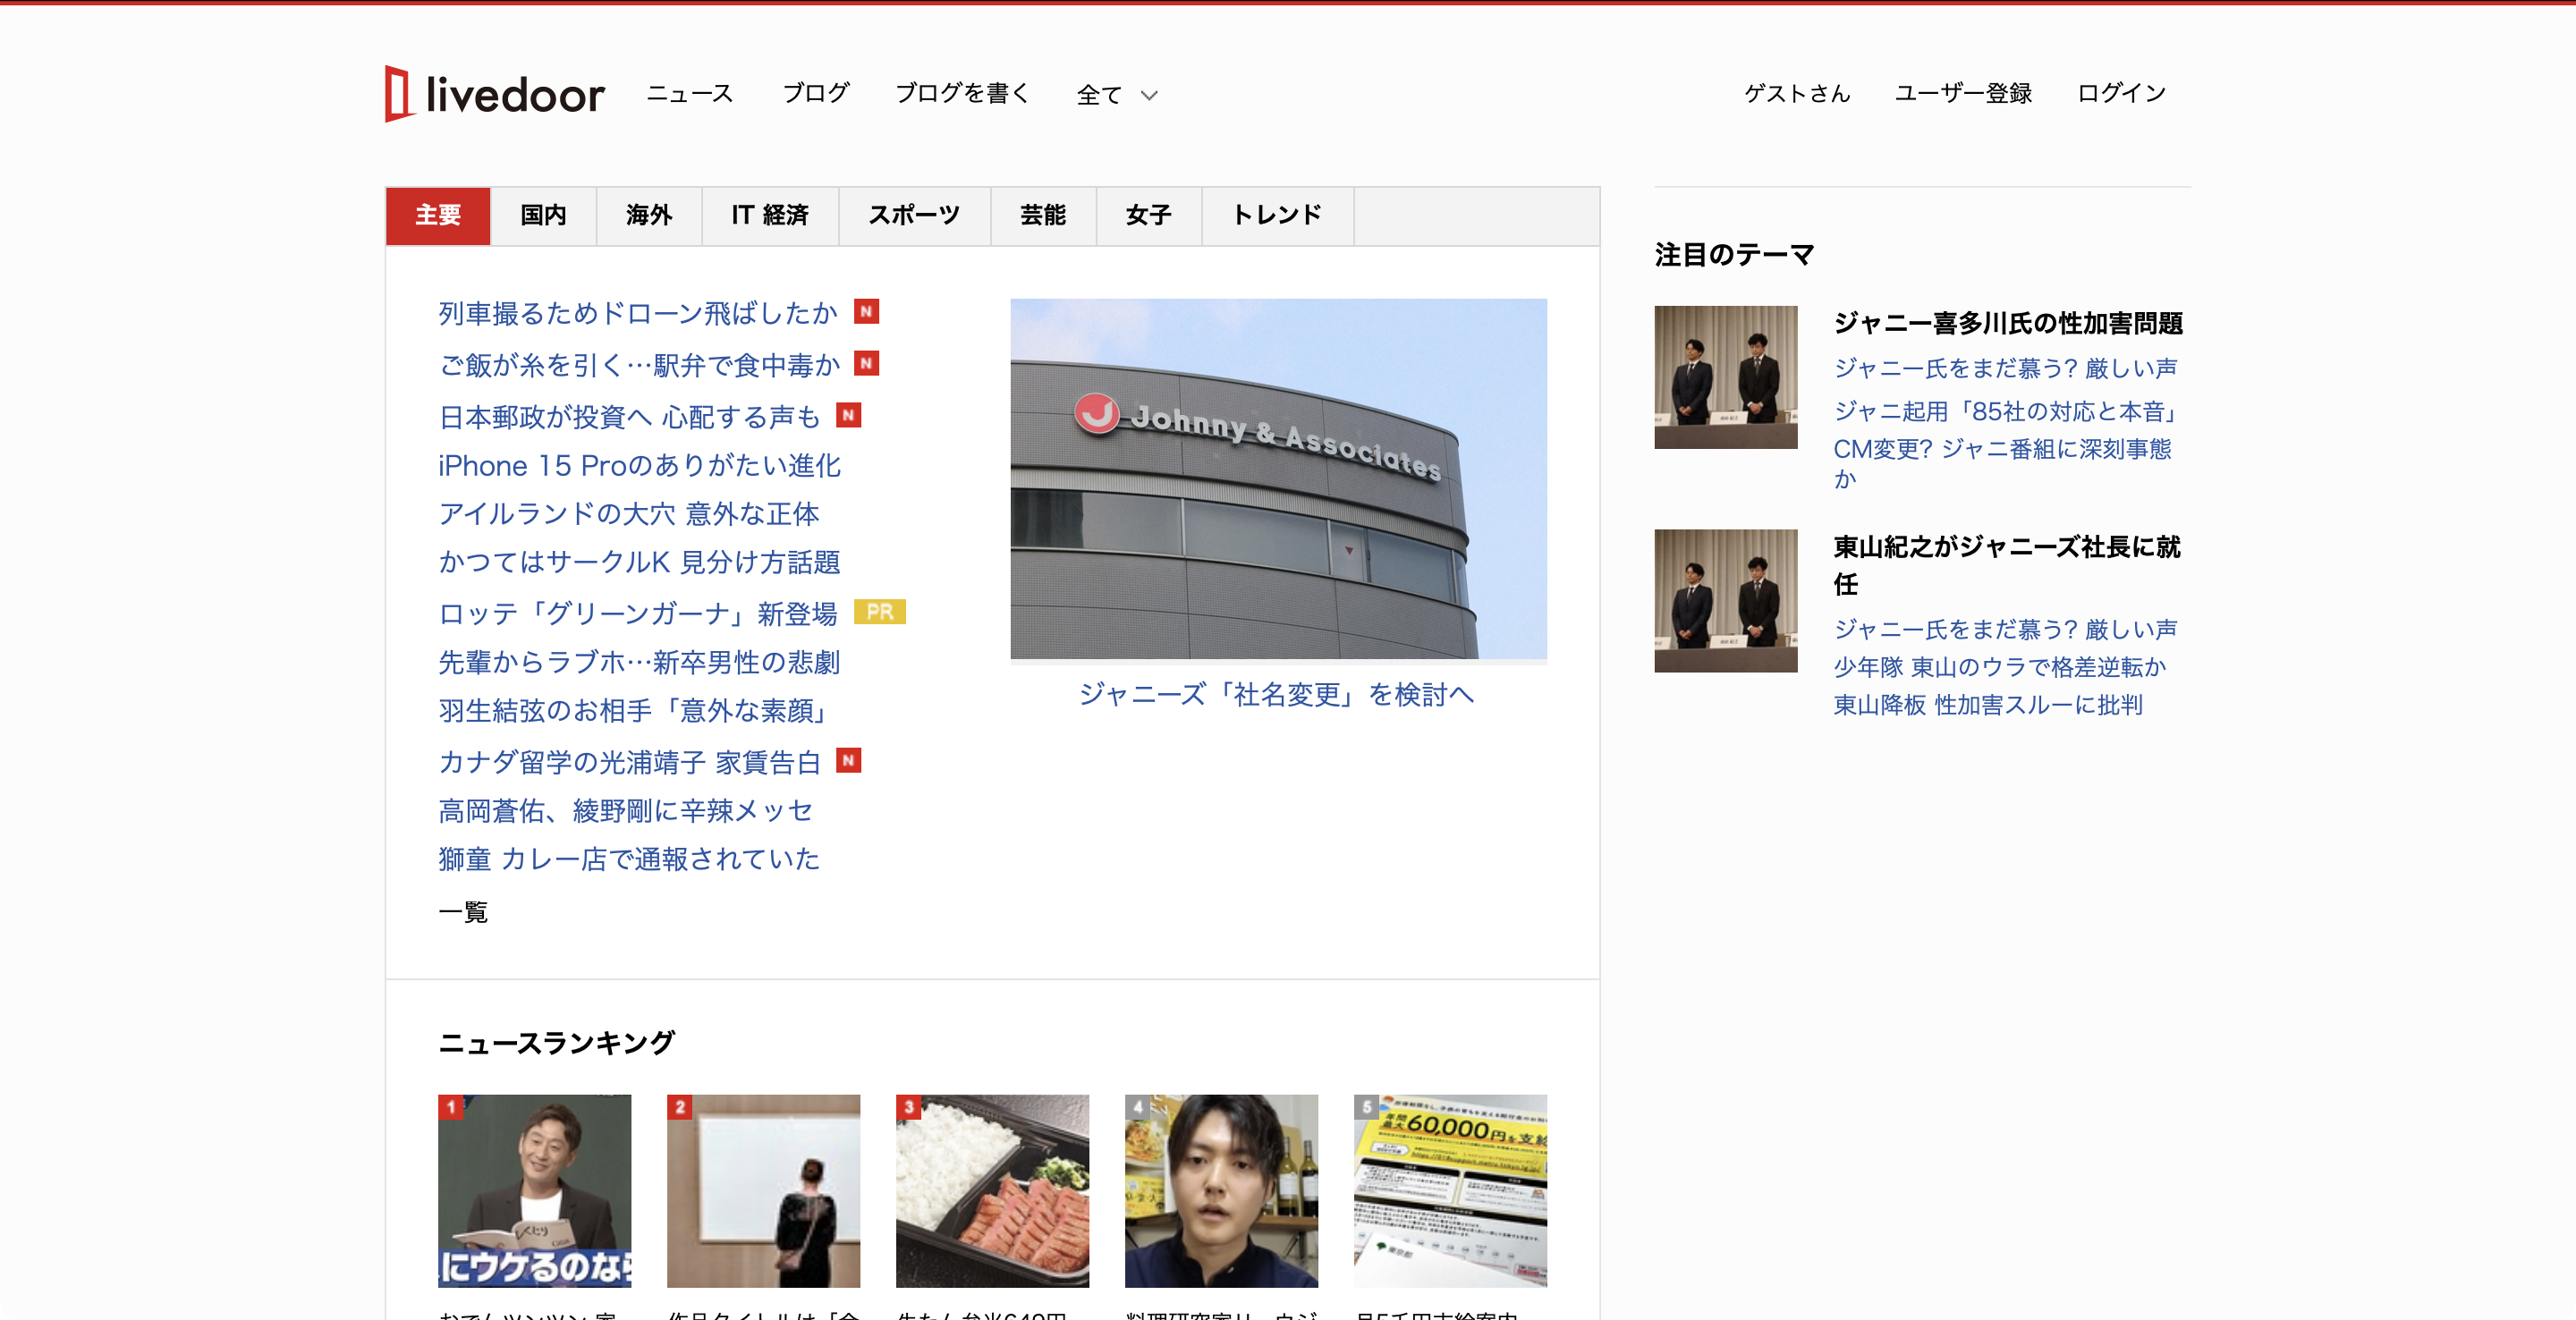 livedoor ニュース ブログ ブログを書く 全て ゲストさん ユーザー登録 ログイン
主要 国内 海外 IT 経済 スポーツ 芸能 女子 トレンド
列車撮るためドローン飛ばしたか N
ご飯が糸を引く…駅弁で食中毒か N
日本郵政が投資へ 心配する声も N
iPhone 15 Proのありがたい進化
アイルランドの大穴 意外な正体
かつてはサークルK 見分け方話題
ロッテ「グリーンガーナ」新登場 PR
先輩からラブホ…新卒男性の悲劇
羽生結弦のお相手「意外な素顔」
カナダ留学の光浦靖子 家賃告白 N
高岡蒼佑、綾野剛に辛辣メッセ
獅童 カレー店で通報されていた
一覧
Johnny & Associates
ジャニーズ「社名変更」を検討へ
注目のテーマ
ジャニー喜多川氏の性加害問題
ジャニー氏をまだ慕う? 厳しい声
ジャニ起用「85社の対応と本音」
CM変更? ジャニ番組に深刻事態
か
東山紀之がジャニーズ社長に就
任
ジャニー氏をまだ慕う? 厳しい声
少年隊 東山のウラで格差逆転か
東山降板 性加害スルーに批判
ニュースランキング
1
にウケるのなら
2
3
4
5
年間
最大60,000円を支給
東京都